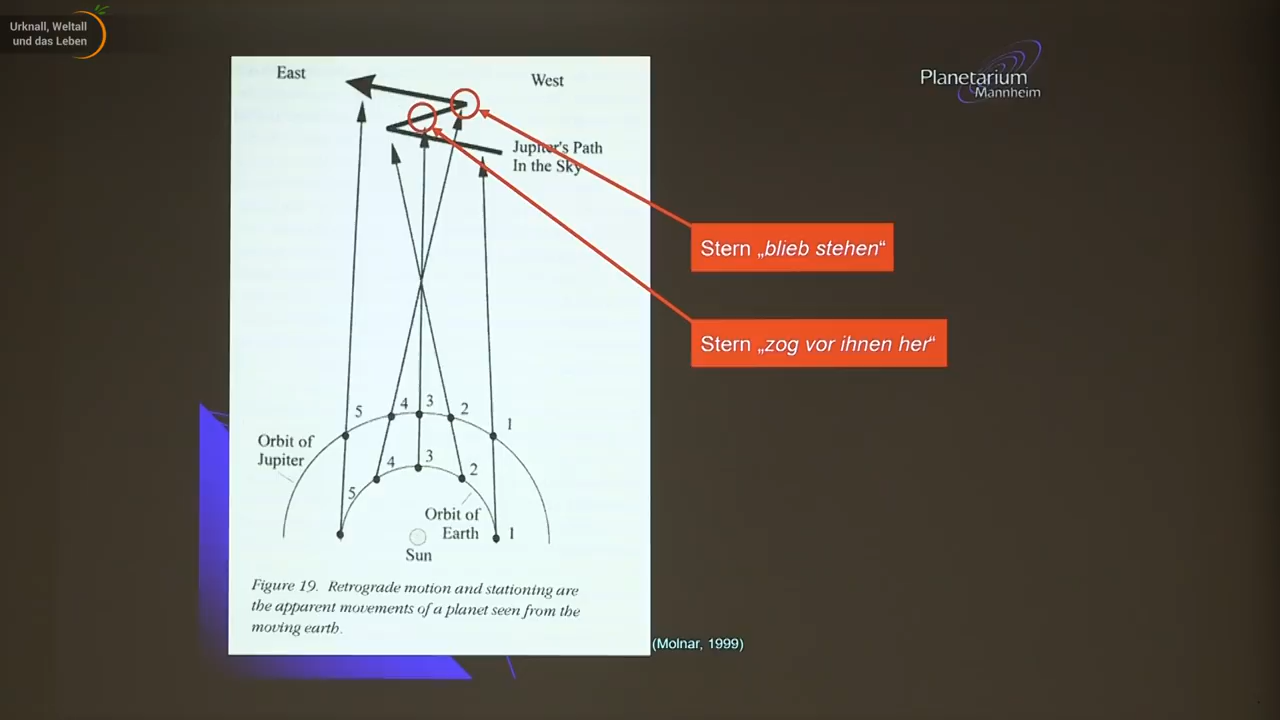 Urknall, Weltall
und das Leben
Planetarium
Mannheim
East
West
Jupiter's Path
In the Sky
Stern „blieb stehen“
Stern „zog vor ihnen her“
5
4
3
2
1
Orbit of
Jupiter
4
3
2
5
Orbit of
Earth
1
Sun
Figure 19. Retrograde motion and stationing are
the apparent movements of a planet seen from the
moving earth.
(Molnar, 1999)